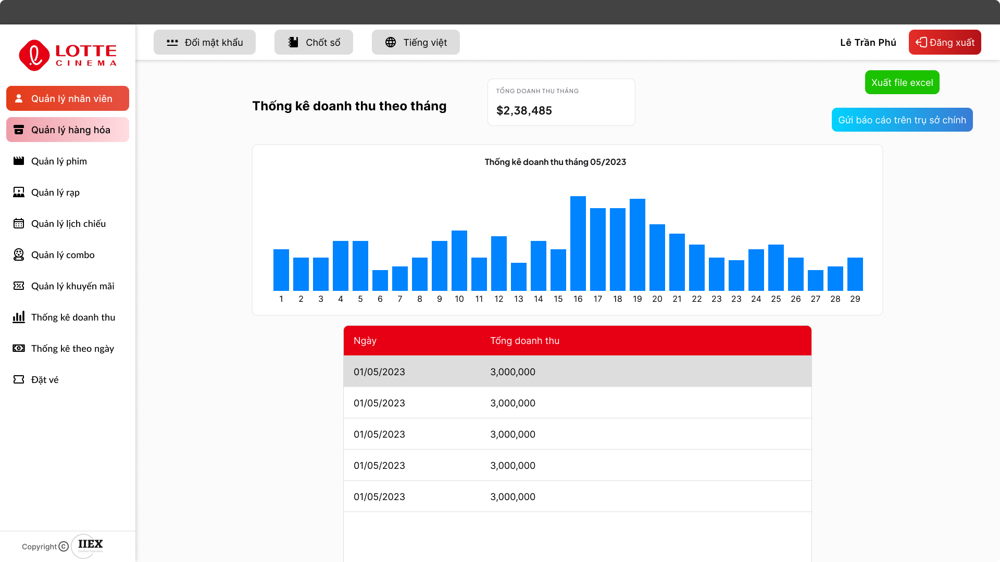 LOTTE
CINEMA
Đổi mật khẩu
Chốt sổ
Tiếng việt
Lê Trần Phú
Đăng xuất
Quản lý nhân viên
Quản lý hàng hóa
Quản lý phim
Quản lý rạp
Quản lý lịch chiếu
Quản lý combo
Quản lý khuyến mãi
Thống kê doanh thu
Thống kê theo ngày
Đặt vé
Copyright ©
IIEX
Thống kê doanh thu theo tháng
TỔNG DOANH THU THÁNG
$2,38,485
Xuất file excel
Gửi báo cáo trên trụ sở chính
Thống kê doanh thu tháng 05/2023
1 2 3 4 5 6 7 8 9 10 11 12 13 14 15 16 17 18 19 20 21 22 23 23 24 25 26 27 28 29
Ngày Tổng doanh thu
01/05/2023 3,000,000
01/05/2023 3,000,000
01/05/2023 3,000,000
01/05/2023 3,000,000
01/05/2023 3,000,000